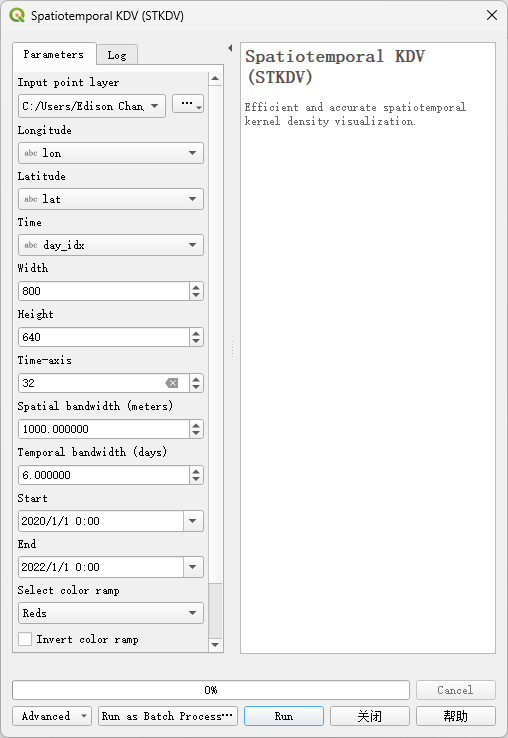 Spatiotemporal KDV (STKDV)
Parameters
Log
Input point layer
C:/Users/Edison Chan
...
Longitude
abc lon
Latitude
abc lat
Time
abc day_idx
Width
800
Height
640
Time-axis
32
Spatial bandwidth (meters)
1000.000000
Temporal bandwidth (days)
6.000000
Start
2020/1/1 0:00
End
2022/1/1 0:00
Select color ramp
Reds
Invert color ramp
Spatiotemporal KDV
(STKDV)
Efficient and accurate spatiotemporal
kernel density visualization.
0%
Cancel
Advanced
Run as Batch Process…
Run
关闭
帮助